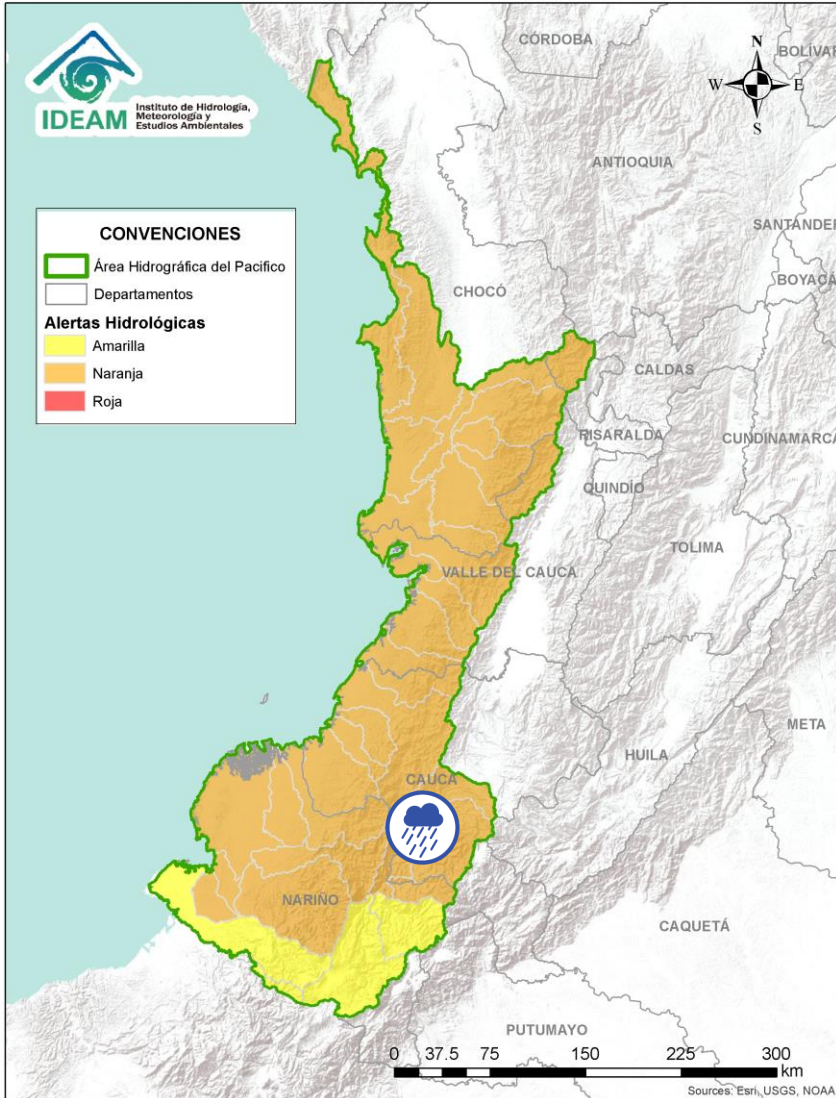 IDEAM
Instituto de Hidrología,
Meteorología y
Estudios Ambientales
CÓRDOBA
BOLÍVAR
N
W
E
S
ANTIOQUIA
SANTANDER
BOYACÁ
CONVENCIONES
Área Hidrográfica del Pacifico
Departamentos
Alertas Hidrológicas
Amarilla
Naranja
Roja
CHOCÓ
CALDAS
RISARALDA
CUNDINAMARCA
QUINDÍO
TOLIMA
VALLE DEL CAUCA
META
HUILA
CAUCA
NARIÑO
CAQUETÁ
PUTUMAYO
0 37.5 75 150 225 300
km
Sources: Esri, USGS, NOAA